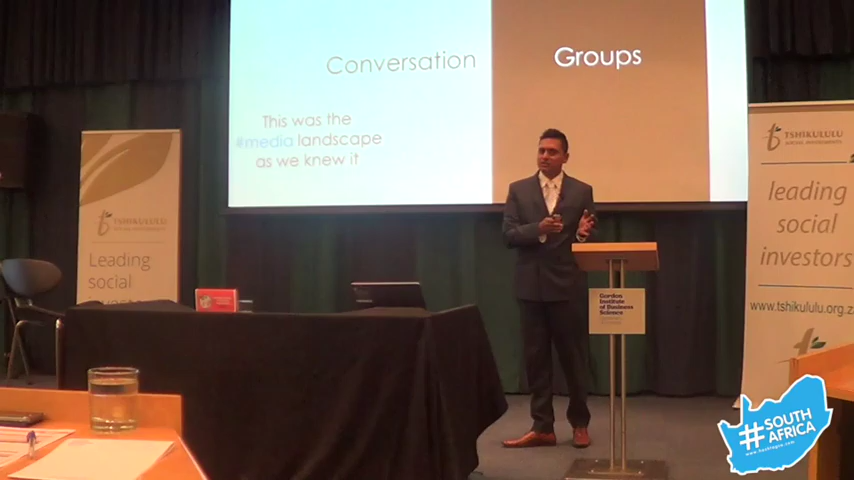 Conversation
Groups
This was the
#media landscape
as we knew it
TSHIKULULU
SOCIAL INVESTMENTS
Leading
social
TSHIKULULU
SOCIAL INVESTMENTS
leading
social
investors
www.tshikululu.org.z
Gordon
Institute
of Business
Science
#SOUTH
AFRICA